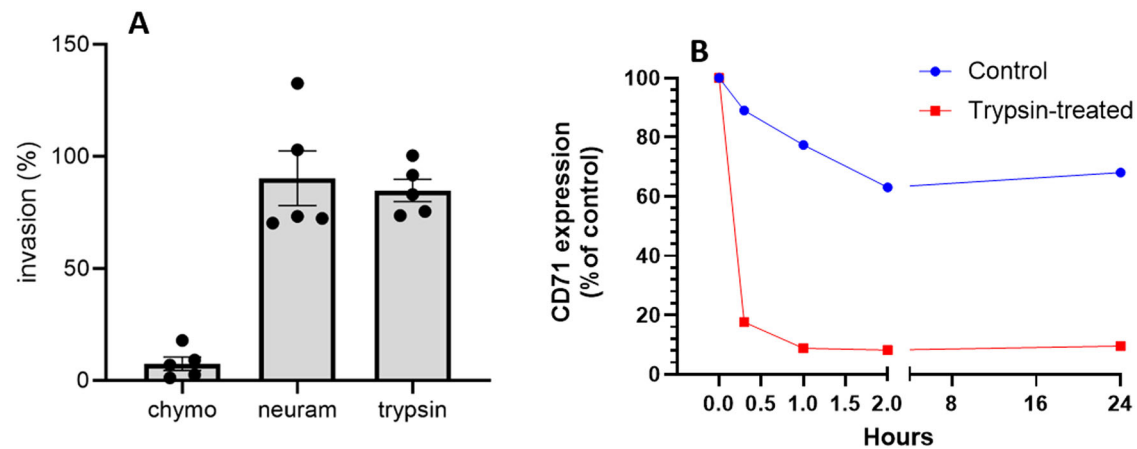 A
150
100
50
0
invasion (%)
chymo
neuram
trypsin
B
Control
Trypsin-treated
100
80
60
40
20
0
CD71 expression
(% of control)
0.0
0.5
1.0
1.5
2.0
8
16
24
Hours